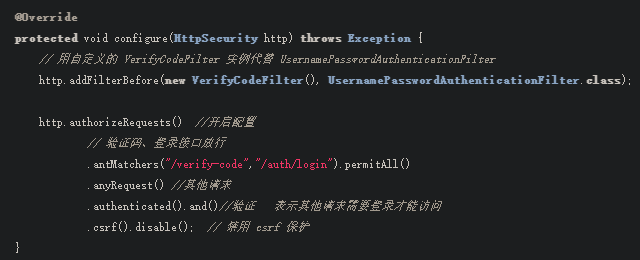 @Override
protected void configure(HttpSecurity http) throws Exception {
// 用自定义的 VerifyCodeFilter 实例代替 UsernamePasswordAuthenticationFilter
http.addFilterBefore(new VerifyCodeFilter(), UsernamePasswordAuthenticationFilter.class);
http.authorizeRequests() //开启配置
// 验证码、登录接口放行
.antMatchers("/verify-code","/auth/login").permitAll()
.anyRequest() //其他请求
.authenticated().and()//验证 表示其他请求需要登录才能访问
.csrf().disable(); // 禁用 csrf 保护
}